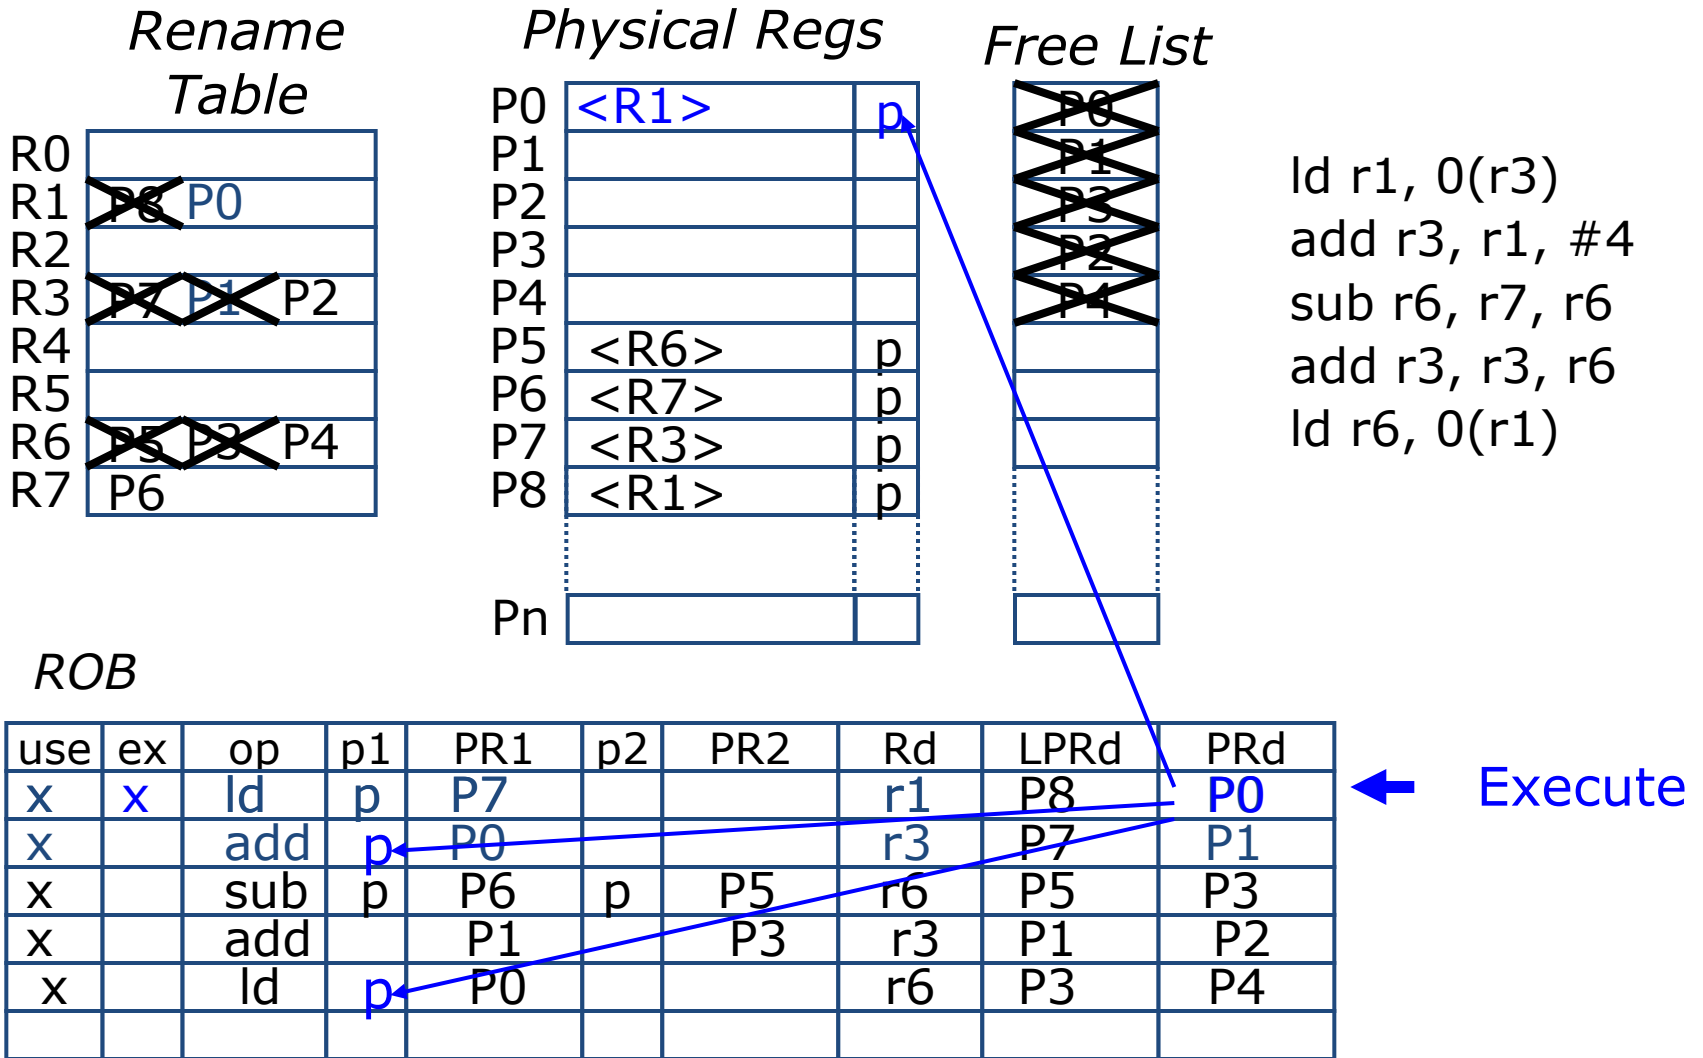 Rename Table
Physical Regs
Free List
R0
R1 P8 P0
R2
R3 P7 P1 P2
R4
R5
R6 P5 P3 P4
R7 P6
P0 <R1> p
P1
P2
P3
P4
P5 <R6> p
P6 <R7> p
P7 <R3> p
P8 <R1> p
Pn
P0
P1
P3
P2
P4
ld r1, 0(r3)
add r3, r1, #4
sub r6, r7, r6
add r3, r3, r6
ld r6, 0(r1)
ROB
use ex op p1 PR1 p2 PR2 Rd LPRd PRd
x x ld p P7 r1 P8 P0
x add p P0 r3 P7 P1
x sub p P6 p P5 r6 P5 P3
x add P1 P3 r3 P1 P2
x ld p P0 r6 P3 P4
Execute